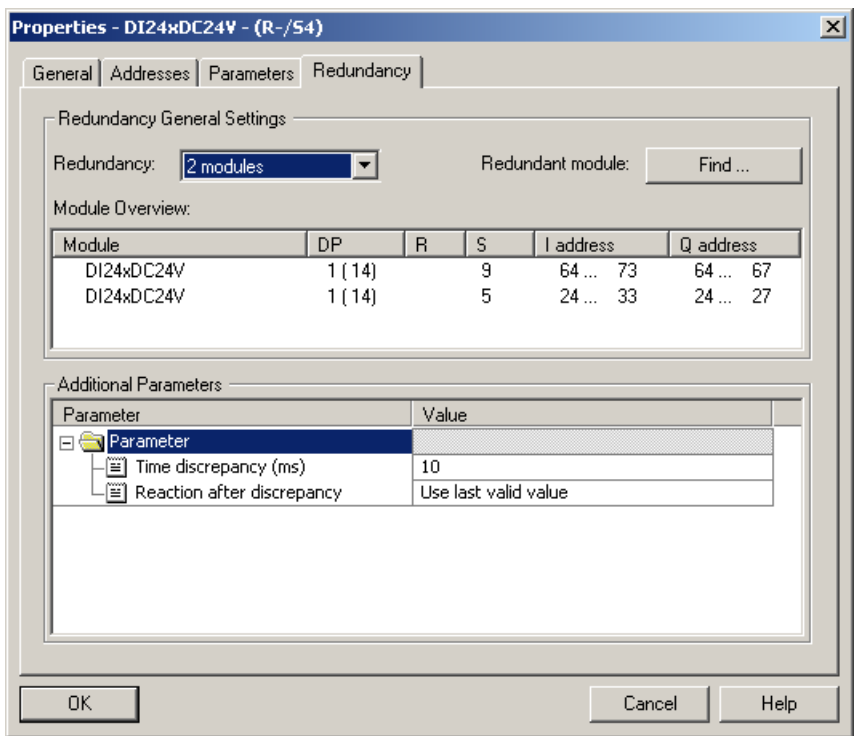 Properties - DI24xDC24V - (R-/S4)
General Addresses Parameters Redundancy
Redundancy General Settings
Redundancy: 2 modules Redundant module: Find ...
Module Overview:
Module DP R S I address Q address
DI24xDC24V 1 ( 14) 9 64 ... 73 64 ... 67
DI24xDC24V 1 ( 14) 5 24 ... 33 24 ... 27
Additional Parameters
Parameter Value
Parameter
Time discrepancy (ms) 10
Reaction after discrepancy Use last valid value
OK Cancel Help